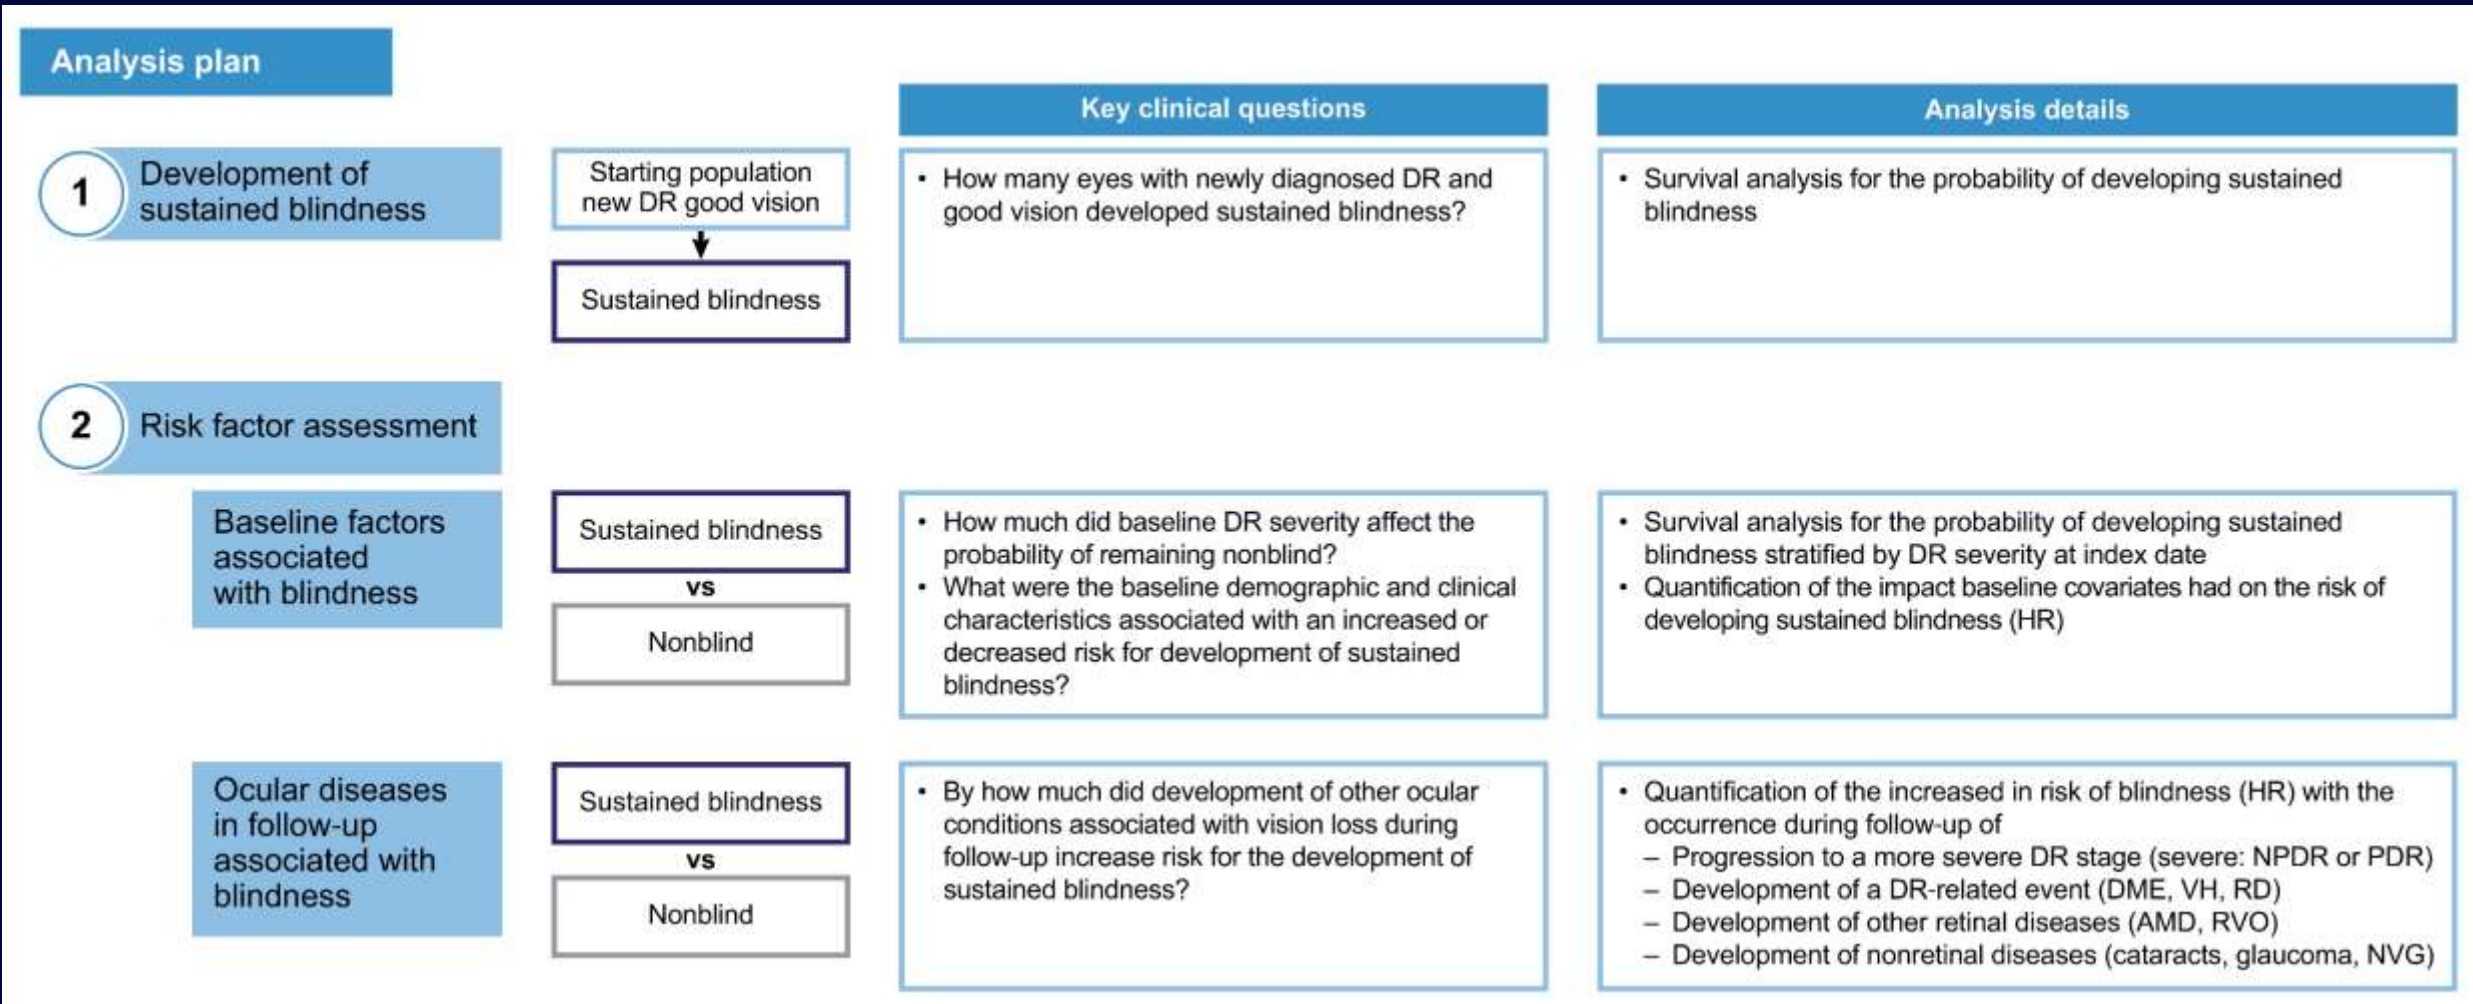 Analysis plan
Key clinical questions
Analysis details
1
Development of
sustained blindness
Starting population
new DR good vision
Sustained blindness
• How many eyes with newly diagnosed DR and
good vision developed sustained blindness?
• Survival analysis for the probability of developing sustained
blindness
2
Risk factor assessment
Baseline factors
associated
with blindness
Sustained blindness
vs
Nonblind
• How much did baseline DR severity affect the
probability of remaining nonblind?
• What were the baseline demographic and clinical
characteristics associated with an increased or
decreased risk for development of sustained
blindness?
• Survival analysis for the probability of developing sustained
blindness stratified by DR severity at index date
• Quantification of the impact baseline covariates had on the risk of
developing sustained blindness (HR)
Ocular diseases
in follow-up
associated with
blindness
Sustained blindness
vs
Nonblind
• By how much did development of other ocular
conditions associated with vision loss during
follow-up increase risk for the development of
sustained blindness?
• Quantification of the increased in risk of blindness (HR) with the
occurrence during follow-up of
– Progression to a more severe DR stage (severe: NPDR or PDR)
– Development of a DR-related event (DME, VH, RD)
– Development of other retinal diseases (AMD, RVO)
– Development of nonretinal diseases (cataracts, glaucoma, NVG)